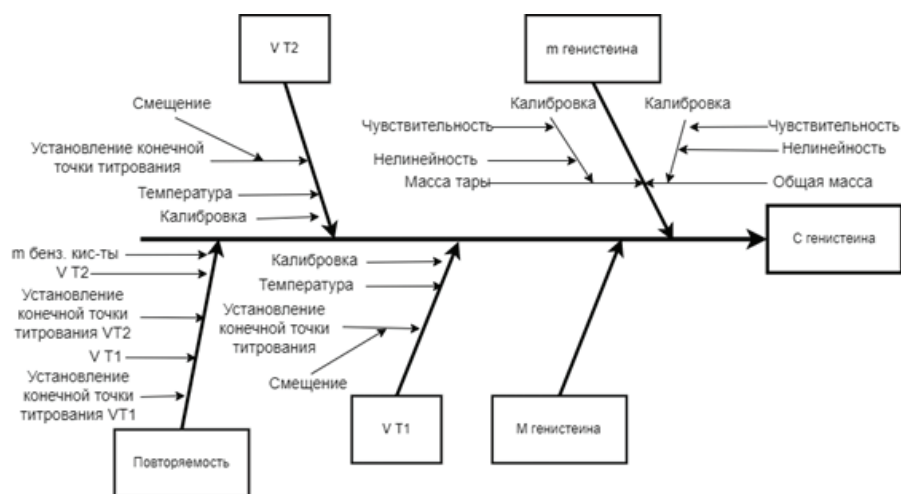 V T2
m генистеина
Смещение
Калибровка
Калибровка
Чувствительность
Чувствительность
Установление конечной
точки титрования
Нелинейность
Нелинейность
Масса тары
Общая масса
Температура
Калибровка
С генистеина
m бенз. кис-ты
V T2
Установление
конечной точки
титрования VT2
V T1
Установление
конечной точки
титрования VT1
Калибровка
Температура
Установление
конечной точки
титрования
Смещение
Повторяемость
V T1
М генистеина